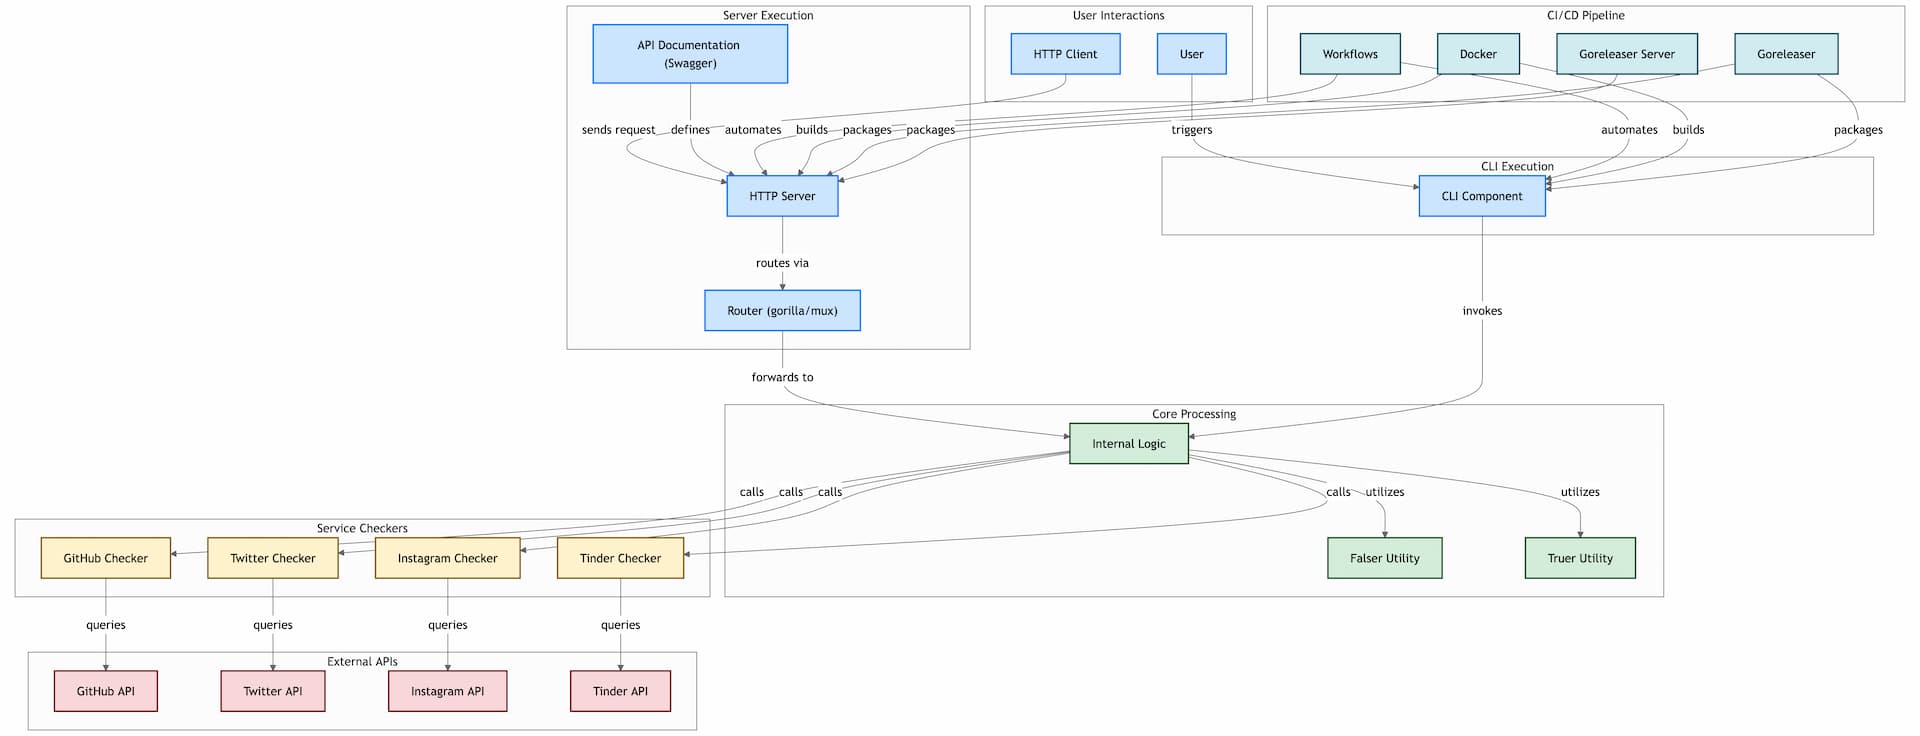 Server Execution
User Interactions
CI/CD Pipeline
API Documentation
(Swagger)
HTTP Client
User
Workflows
Docker
Goreleaser Server
Goreleaser
sends request
defines
automates
builds
packages
packages
triggers
automates
builds
packages
CLI Execution
HTTP Server
CLI Component
routes via
Router (gorilla/mux)
invokes
forwards to
Core Processing
Internal Logic
calls
calls
calls
calls
utilizes
utilizes
Service Checkers
GitHub Checker
Twitter Checker
Instagram Checker
Tinder Checker
Falser Utility
Truer Utility
queries
queries
queries
queries
External APIs
GitHub API
Twitter API
Instagram API
Tinder API